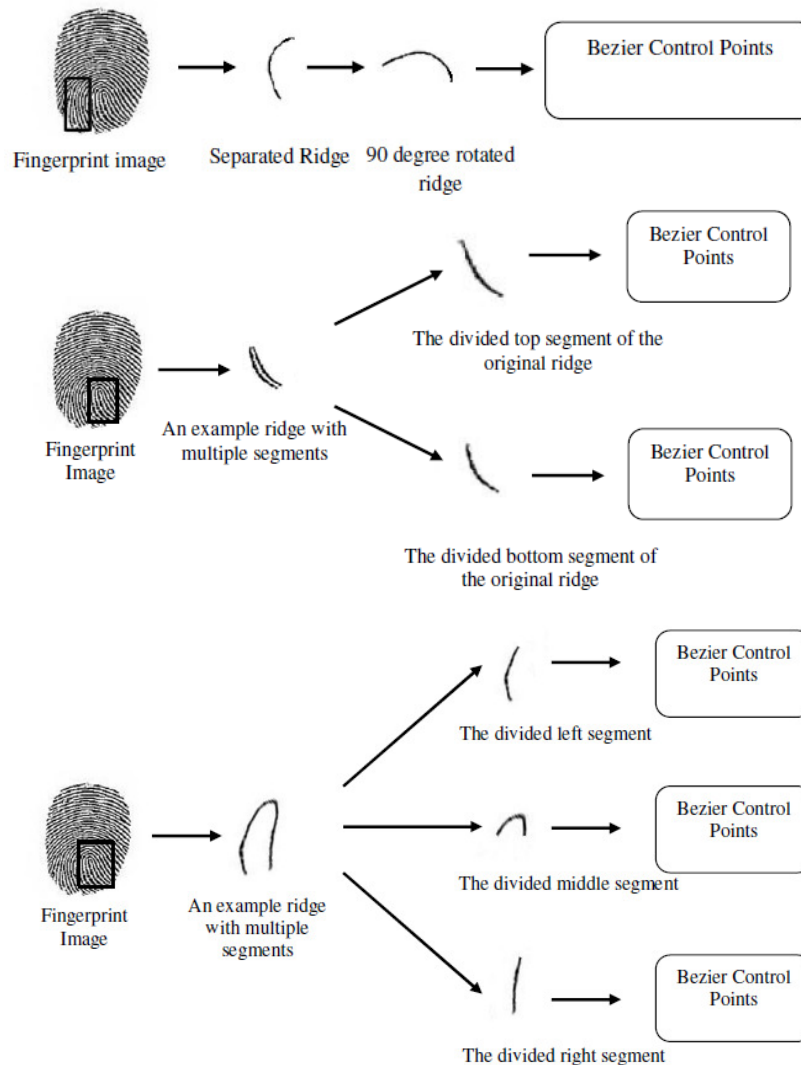 Bezier Control Points
Fingerprint image
Separated Ridge
90 degree rotated
ridge
Bezier Control
Points
The divided top segment of the
original ridge
An example ridge with
multiple segments
Fingerprint
Image
Bezier Control
Points
The divided bottom segment of
the original ridge
Bezier Control
Points
The divided left segment
Bezier Control
Points
The divided middle segment
An example ridge
with multiple
segments
Fingerprint
Image
Bezier Control
Points
The divided right segment